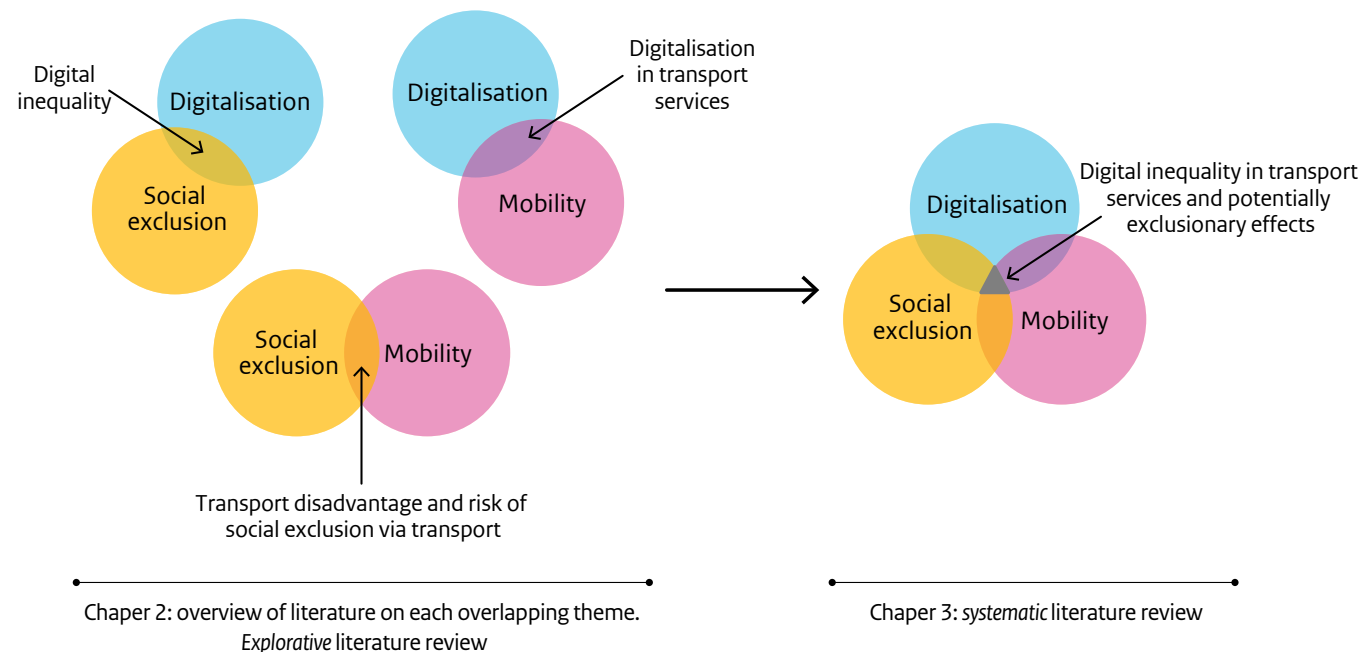 Digital
inequality
Digitalisation
Social
exclusion
Digitalisation
Digitalisation
in transport
services
Mobility
Social
exclusion
Mobility
Transport disadvantage and risk of
social exclusion via transport
Chaper 2: overview of literature on each overlapping theme.
Explorative literature review
Digitalisation
Digital inequality in transport
services and potentially
exclusionary effects
Social
exclusion
Mobility
Chaper 3: systematic literature review